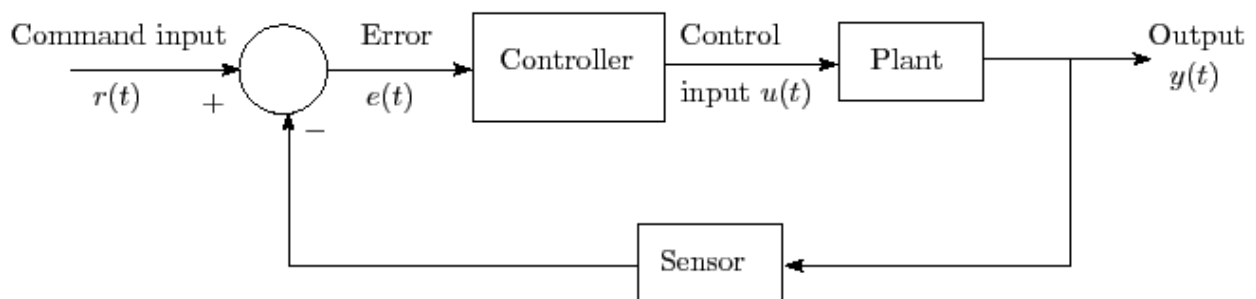 Command input
r(t)
+
−
Error
e(t)
Controller
Control
input u(t)
Plant
Output
y(t)
Sensor